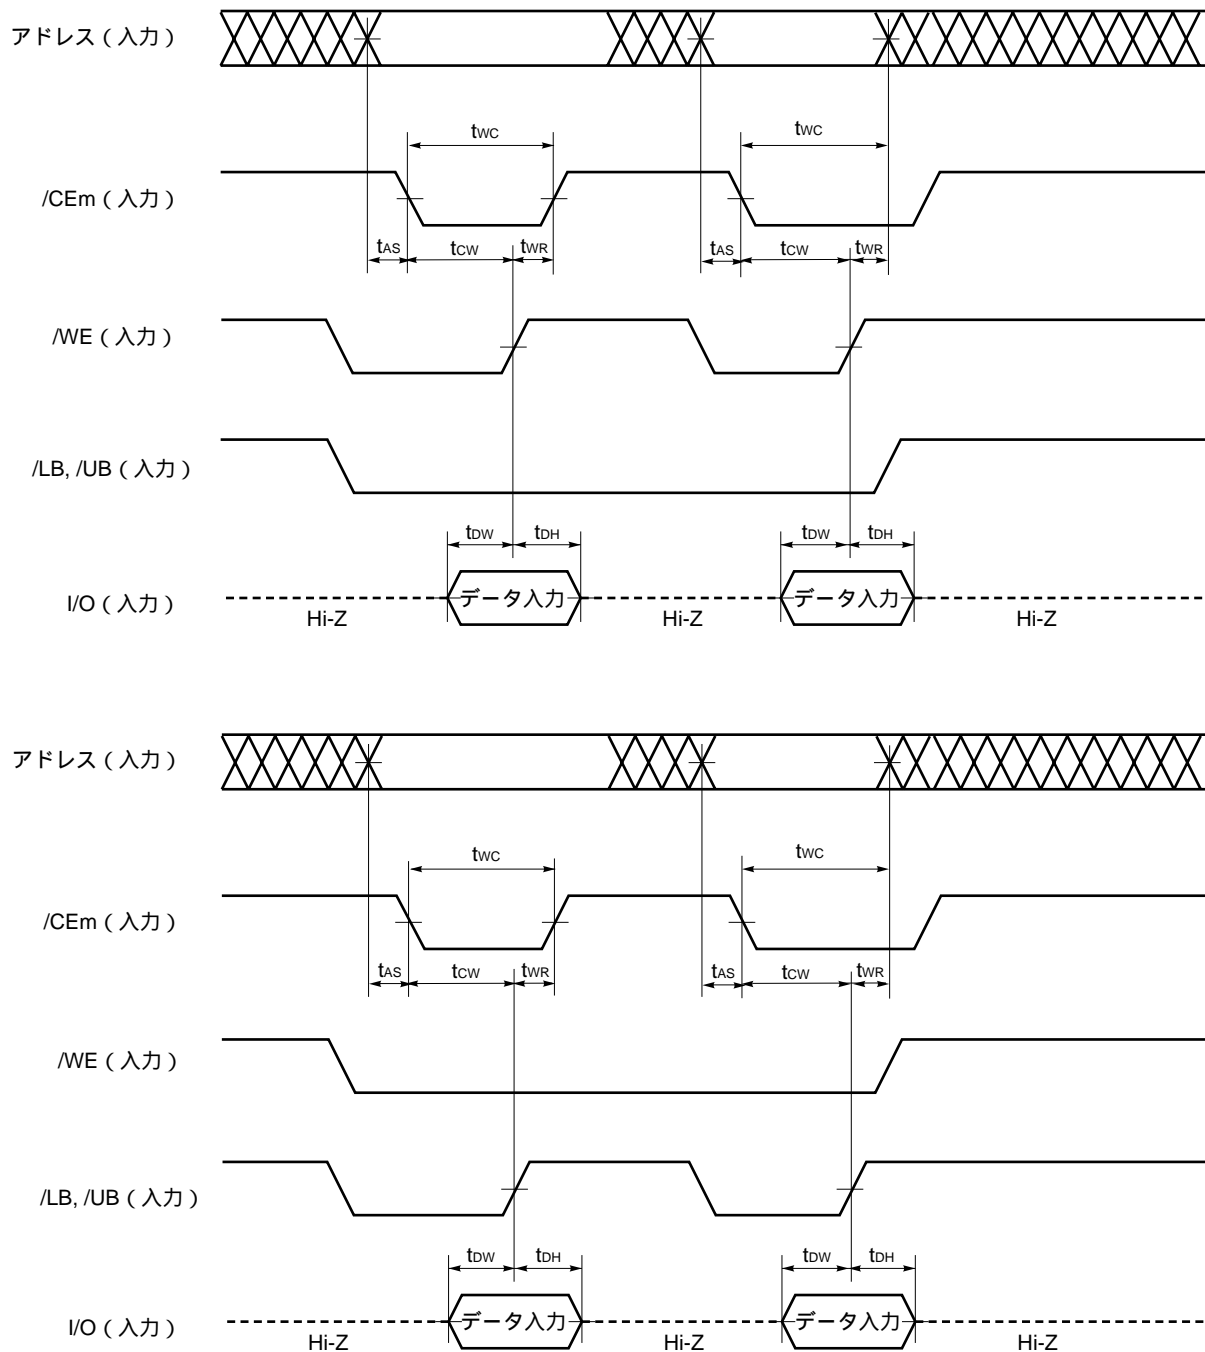 アドレス（入力）
tWC tWC
/CEm（入力）
tAS tCW tWR tAS tCW tWR
/WE（入力）
/LB, /UB（入力）
tDW tDH tDW tDH
I/O（入力） データ入力 データ入力
Hi-Z Hi-Z Hi-Z
アドレス（入力）
tWC tWC
/CEm（入力）
tAS tCW tWR tAS tCW tWR
/WE（入力）
/LB, /UB（入力）
tDW tDH tDW tDH
I/O（入力） データ入力 データ入力
Hi-Z Hi-Z Hi-Z